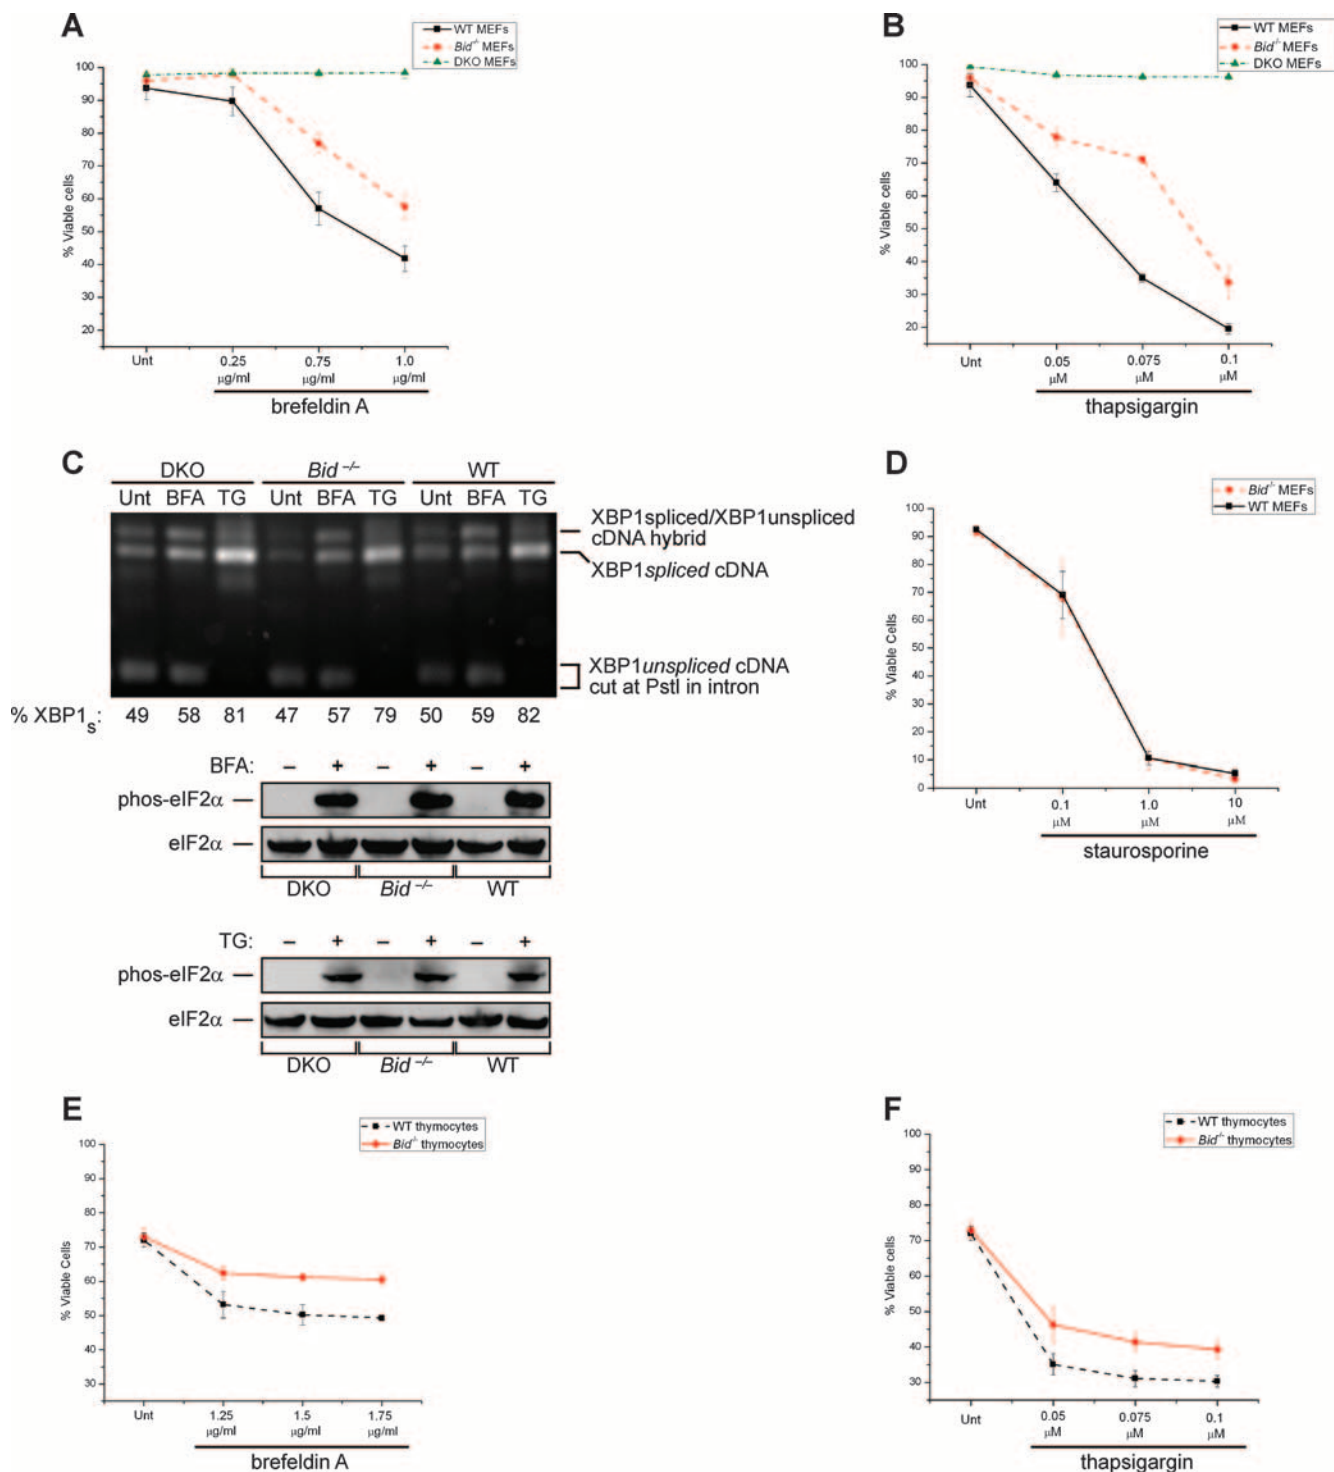 A
WT MEFs
Bid-/- MEFs
DKO MEFs
100
90
80
70
60
50
40
30
20
% Viable cells
Unt
0.25 0.75 1.0
μg/ml μg/ml μg/ml
brefeldin A
B
WT MEFs
Bid-/- MEFs
DKO MEFs
100
90
80
70
60
50
40
30
20
% Viable cells
Unt
0.05 0.075 0.1
μM μM μM
thapsigargin
C
DKO Bid –/– WT
Unt BFA TG Unt BFA TG Unt BFA TG
XBP1spliced/XBP1unspliced
cDNA hybrid
XBP1spliced cDNA
XBP1unspliced cDNA
cut at PstI in intron
% XBP1s: 49 58 81 47 57 79 50 59 82
BFA: – + – + – +
phos-eIF2α
eIF2α
DKO Bid –/– WT
TG: – + – + – +
phos-eIF2α
eIF2α
DKO Bid –/– WT
D
Bid-/- MEFs
WT MEFs
100
90
80
70
60
50
40
30
20
10
0
% Viable Cells
Unt 0.1 1.0 10
μM μM μM
staurosporine
E
WT thymocytes
Bid-/- thymocytes
100
90
80
70
60
50
40
30
% Viable Cells
Unt 1.25 1.5 1.75
μg/ml μg/ml μg/ml
brefeldin A
F
WT thymocytes
Bid-/- thymocytes
100
90
80
70
60
50
40
30
% Viable cells
Unt 0.05 0.075 0.1
μM μM μM
thapsigargin